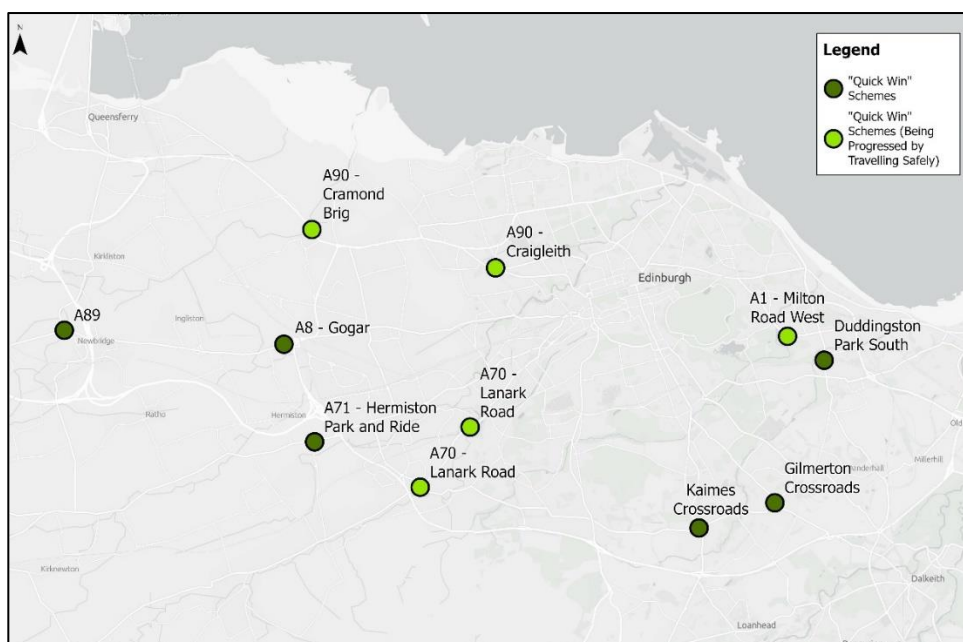 N
Legend
"Quick Win"
Schemes
"Quick Win"
Schemes (Being
Progressed by
Travelling Safely)
Queensferry
A90 -
Cramond
Brig
A90 -
Craigleith
Kirkliston
Edinburgh
A1 - Milton
Road West
A89
Ingliston
A8 - Gogar
Duddingston
Park South
Newbridge
A70 -
Lanark
Road
Ratho
Hermiston
A71 - Hermiston
Park and Ride
A70 -
Lanark Road
Gilmerton
Crossroads
Millerhill
Kaimes
Crossroads
Kirknewton
Dalkeith
Loanhead